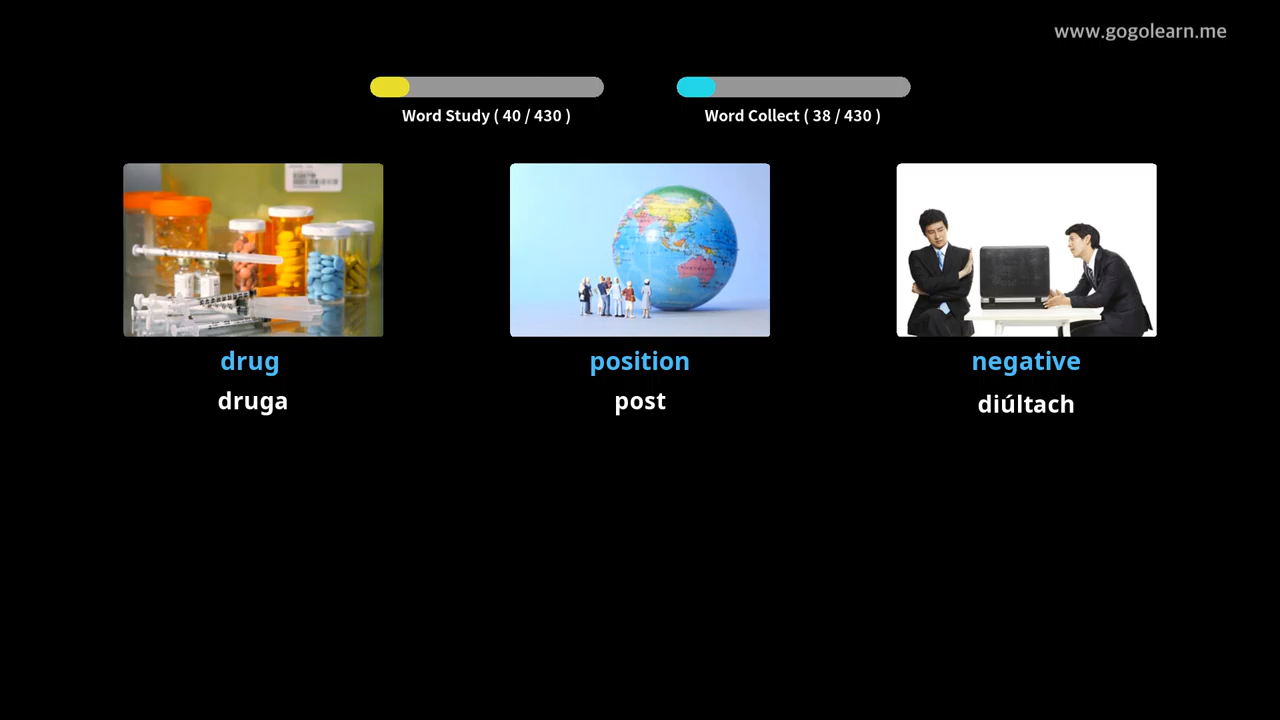 www.gogolearn.me
Word Study ( 40 / 430 )
Word Collect ( 38 / 430 )
drug
position
negative
druga
post
diúltach